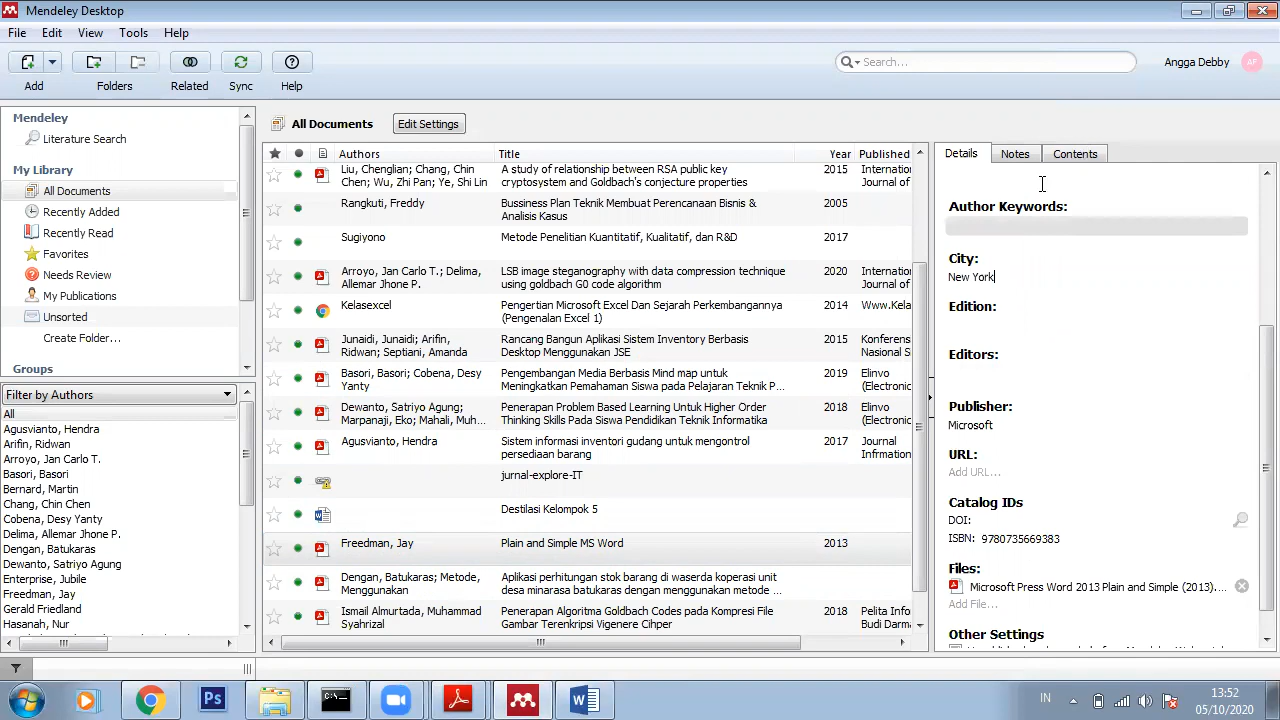 Mendeley Desktop
File Edit View Tools Help
Search...
Angga Debby AF
Add Folders Related Sync Help
Mendeley
Literature Search
My Library
All Documents
Recently Added
Recently Read
Favorites
Needs Review
My Publications
Unsorted
Create Folder...
Groups
Filter by Authors
All
Agusvianto, Hendra
Arifin, Ridwan
Arroyo, Jan Carlo T.
Basori, Basori
Bernard, Martin
Chang, Chin Chen
Cobena, Desy Yanty
Delima, Allemar Jhone P.
Dengan, Batukaras
Dewanto, Satriyo Agung
Enterprise, Jubile
Freedman, Jay
Gerald Friedland
Hasanah, Nur
All Documents Edit Settings
Authors Title Year Published
Liu, Chenglian; Chang, Chin A study of relationship between RSA public key 2015 Internation
Chen; Wu, Zhi Pan; Ye, Shi Lin cryptosystem and Goldbach's conjecture properties Journal of
Rangkuti, Freddy Bussiness Plan Teknik Membuat Perencanaan Bisnis & 2005
Analisis Kasus
Sugiyono Metode Penelitian Kuantitatif, Kualitatif, dan R&D 2017
Arroyo, Jan Carlo T.; Delima, LSB image steganography with data compression technique 2020 Internation
Allemar Jhone P. using goldbach G0 code algorithm Journal of
Kelasexcel Pengertian Microsoft Excel Dan Sejarah Perkembangannya 2014 Www.Kela
(Pengenalan Excel 1)
Junaidi, Junaidi; Arifin, Rancang Bangun Aplikasi Sistem Inventory Berbasis 2015 Konferens
Ridwan; Septiani, Amanda Desktop Menggunakan JSE Nasional S
Basori, Basori; Cobena, Desy Pengembangan Media Berbasis Mind map untuk 2019 Elinvo
Yanty Meningkatkan Pemahaman Siswa pada Pelajaran Teknik P... (Electronic
Dewanto, Satriyo Agung; Penerapan Problem Based Learning Untuk Higher Order 2018 Elinvo
Marpanaji, Eko; Mahali, Muh... Thinking Skills Pada Siswa Pendidikan Teknik Informatika (Electronic
Agusvianto, Hendra Sistem informasi inventori gudang untuk mengontrol 2017 Journal
persediaan barang Infrmation
jurnal-explore-IT
Destilasi Kelompok 5
Freedman, Jay Plain and Simple MS Word 2013
Dengan, Batukaras; Metode, Aplikasi perhitungan stok barang di waserda koperasi unit
Menggunakan desa minarasa batukaras dengan menggunakan metode ...
Ismail Almurtada, Muhammad Penerapan Algoritma Goldbach Codes pada Kompresi File 2018 Pelita Info
Syahrizal Gambar Terenkripsi Vigenere Cihper Budi Darma
Details Notes Contents
Author Keywords:
City:
New York
Edition:
Editors:
Publisher:
Microsoft
URL:
Add URL...
Catalog IDs
DOI:
ISBN: 9780735669383
Files:
Microsoft Press Word 2013 Plain and Simple (2013)....
Add File...
Other Settings
Ps
IN
13:52
05/10/2020